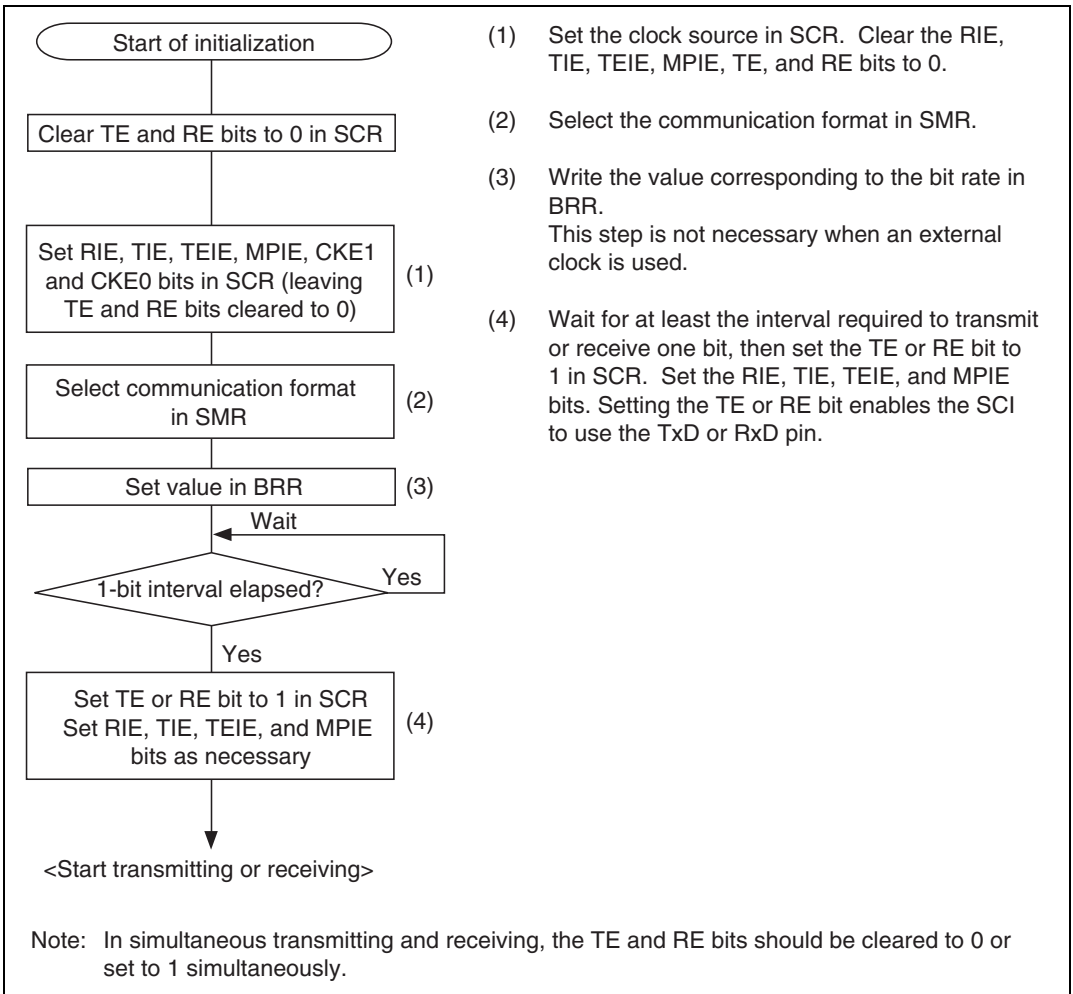 Start of initialization
Clear TE and RE bits to 0 in SCR
Set RIE, TIE, TEIE, MPIE, CKE1
and CKE0 bits in SCR (leaving
TE and RE bits cleared to 0)
(1)
Select communication format
in SMR
(2)
Set value in BRR
(3)
Wait
1-bit interval elapsed?
Yes
Yes
Set TE or RE bit to 1 in SCR
Set RIE, TIE, TEIE, and MPIE
bits as necessary
(4)
<Start transmitting or receiving>
(1) Set the clock source in SCR. Clear the RIE,
TIE, TEIE, MPIE, TE, and RE bits to 0.
(2) Select the communication format in SMR.
(3) Write the value corresponding to the bit rate in
BRR.
This step is not necessary when an external
clock is used.
(4) Wait for at least the interval required to transmit
or receive one bit, then set the TE or RE bit to
1 in SCR. Set the RIE, TIE, TEIE, and MPIE
bits. Setting the TE or RE bit enables the SCI
to use the TxD or RxD pin.
Note: In simultaneous transmitting and receiving, the TE and RE bits should be cleared to 0 or
set to 1 simultaneously.